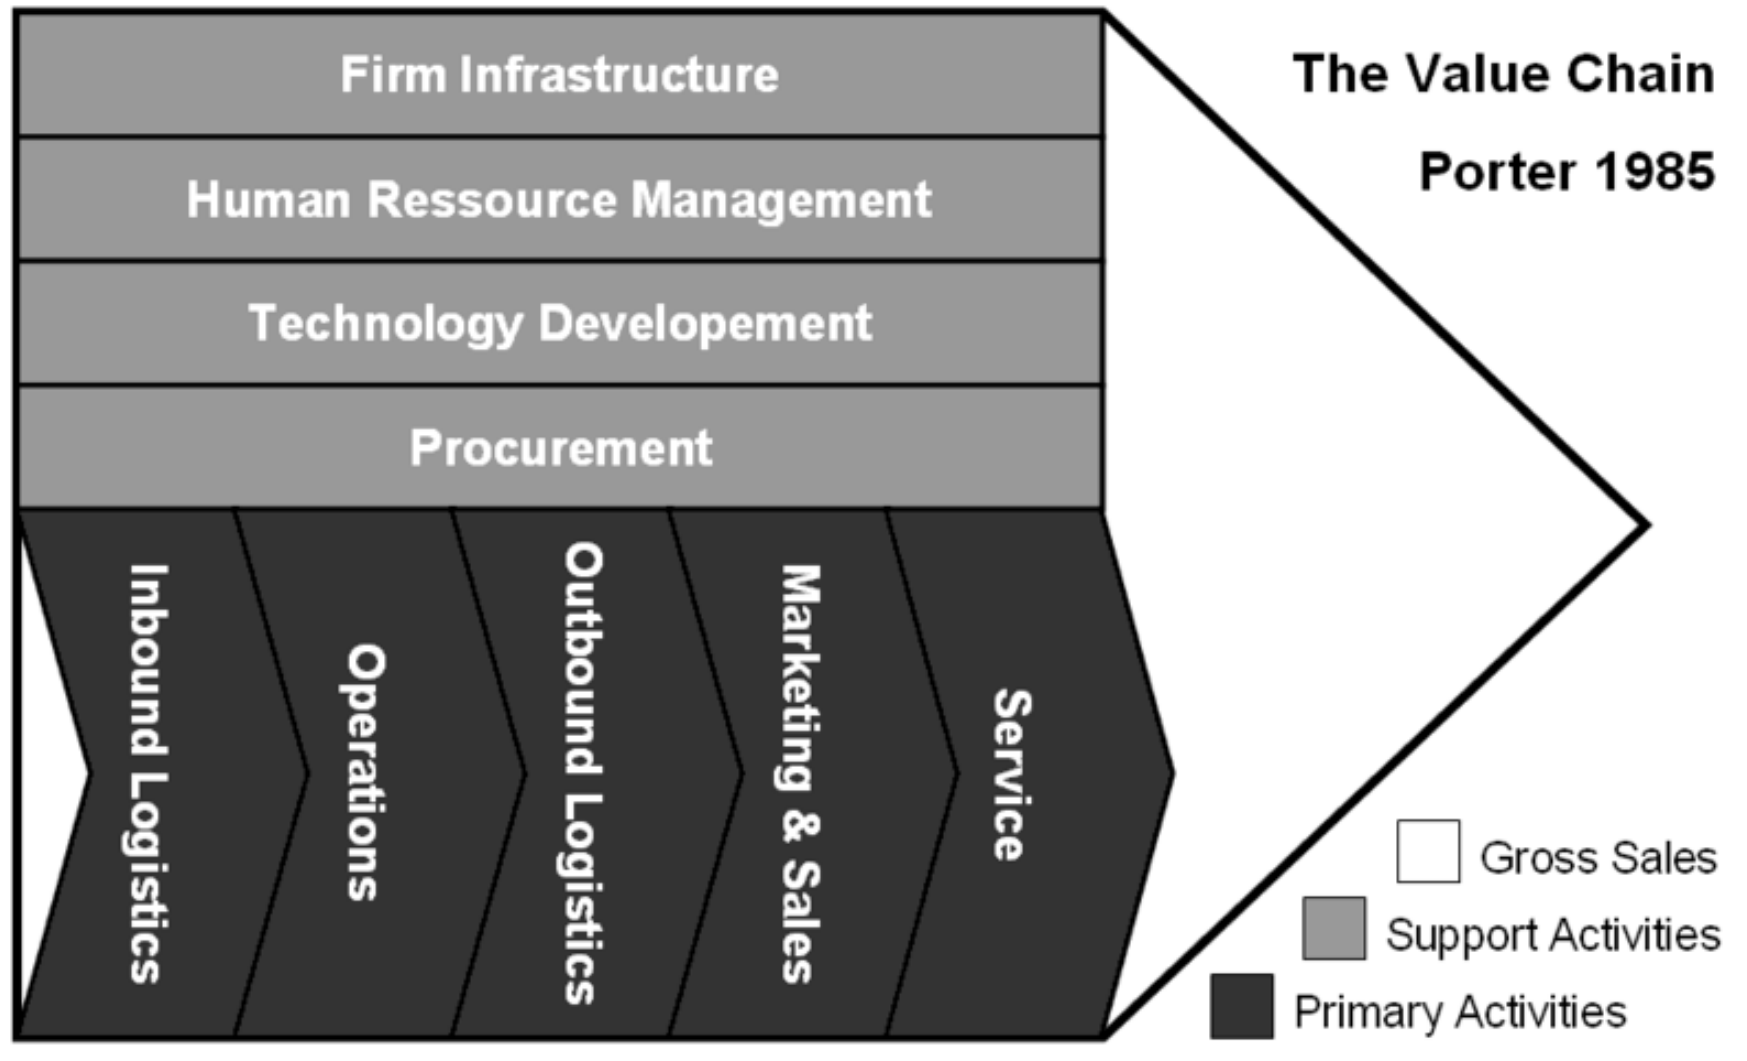 The Value Chain
Porter 1985
Firm Infrastructure
Human Ressource Management
Technology Developement
Procurement
Inbound Logistics
Operations
Outbound Logistics
Marketing & Sales
Service
Gross Sales
Support Activities
Primary Activities